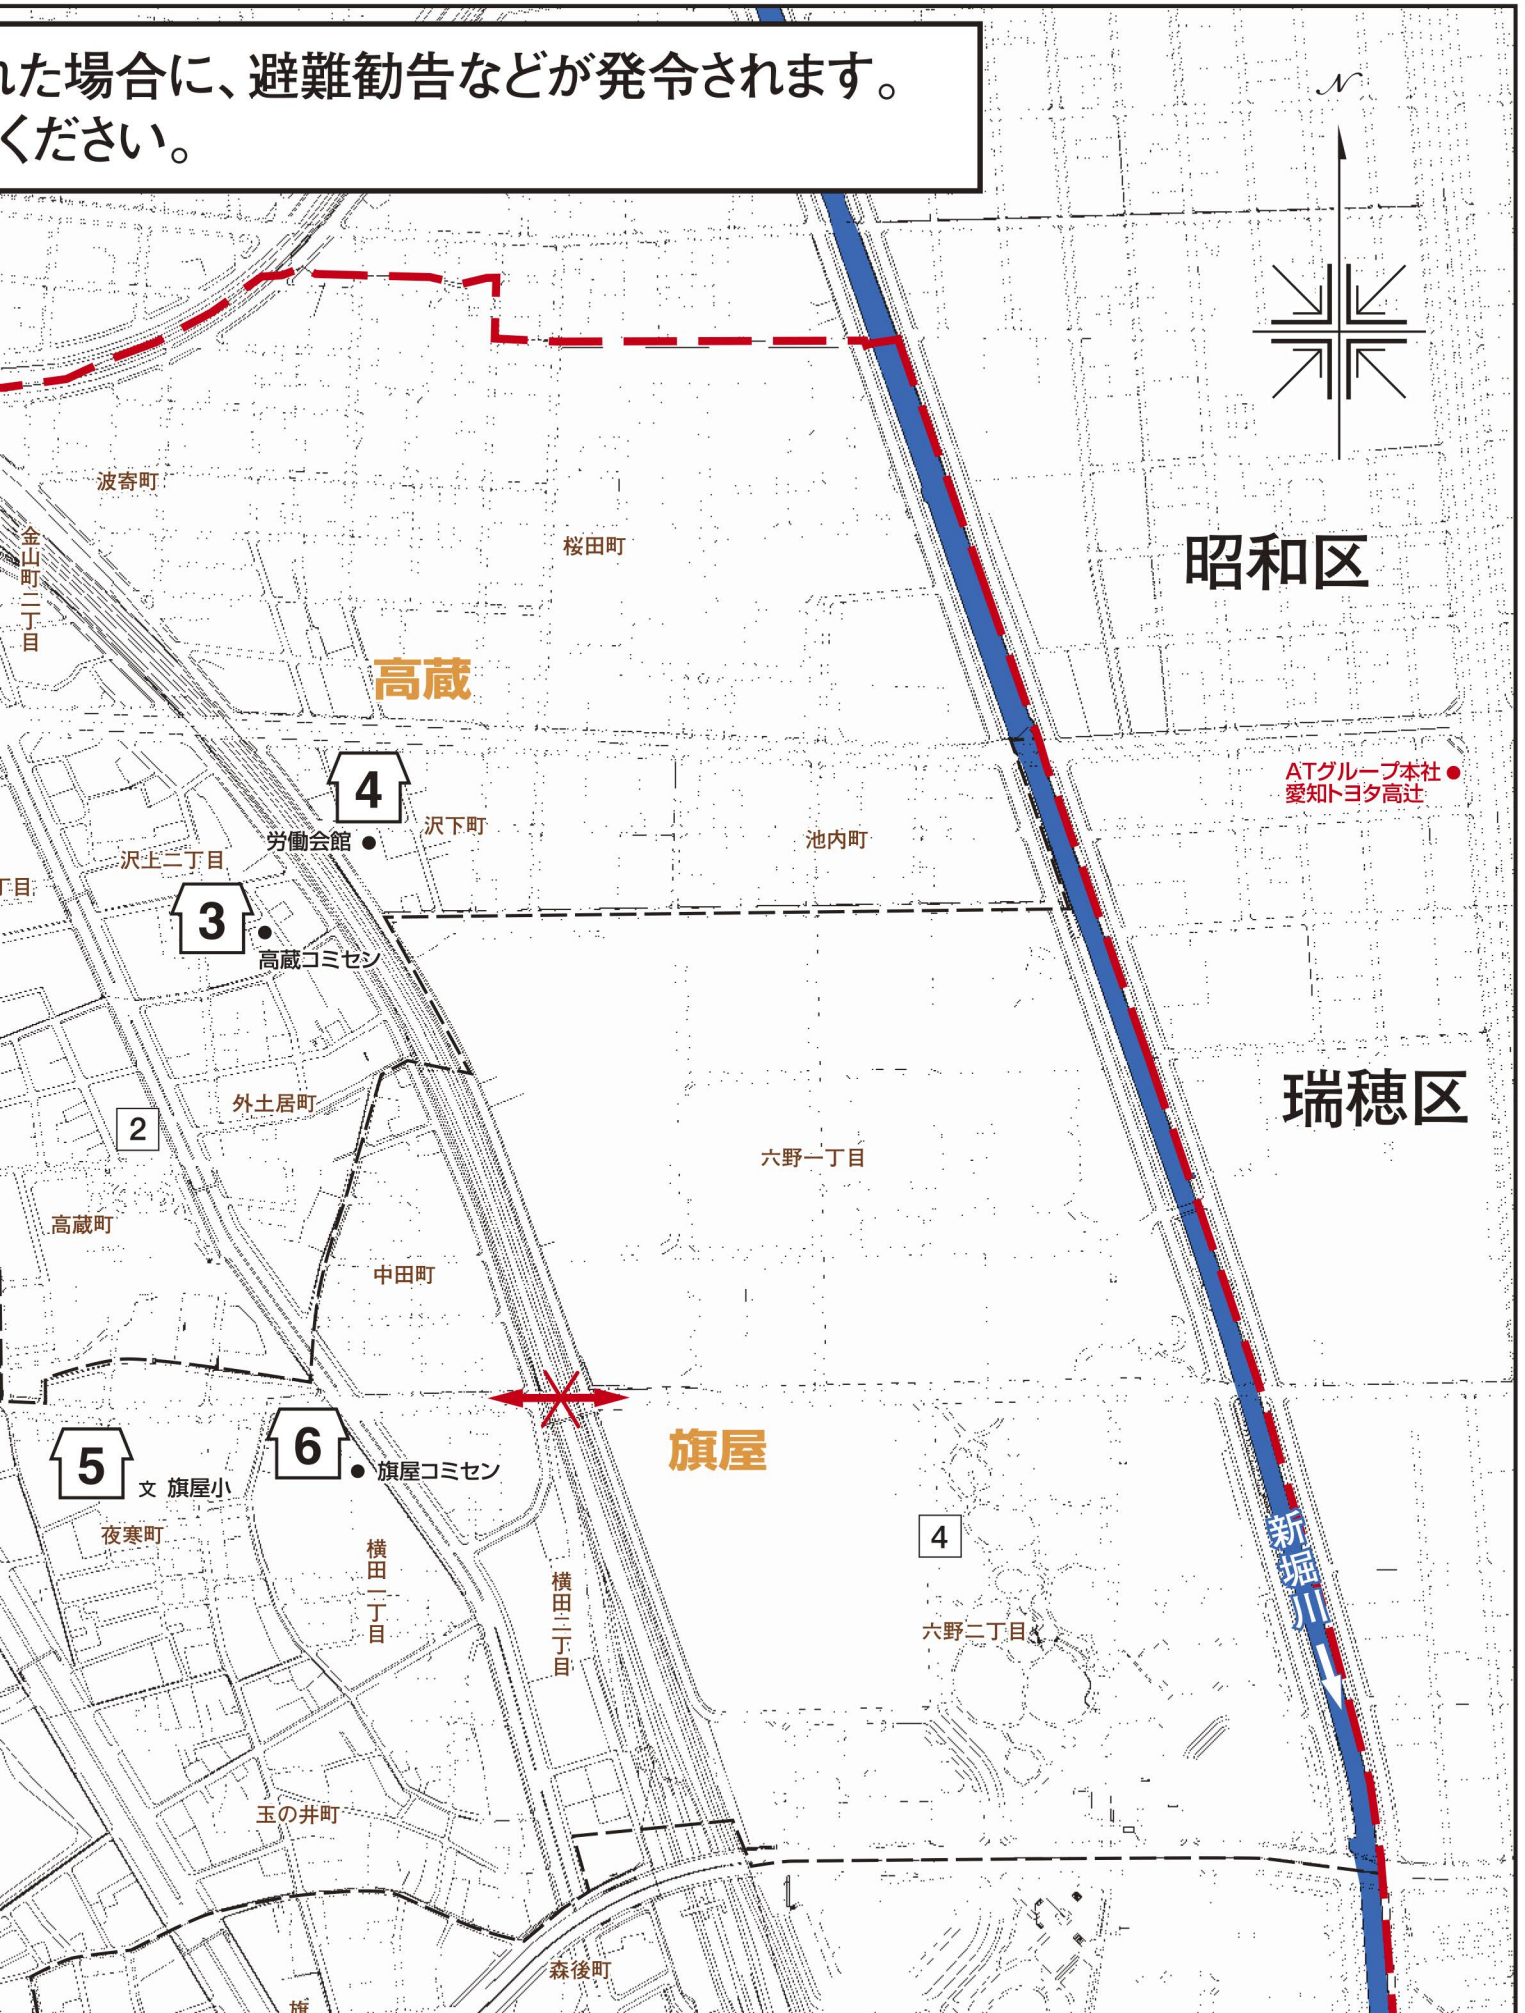 れた場合に、避難勧告などが発令されます。
ください。
N
波寄町
金山町二丁目
桜田町
昭和区
高蔵
4
労働会館
沢下町
池内町
ATグループ本社
愛知トヨタ高辻
沢上二丁目
丁目
3
高蔵コミセン
瑞穂区
外土居町
2
六野一丁目
高蔵町
中田町
旗屋
5
文 旗屋小
6
旗屋コミセン
夜寒町
横田一丁目
横田二丁目
4
六野二丁目
新堀川
玉の井町
森後町
旗